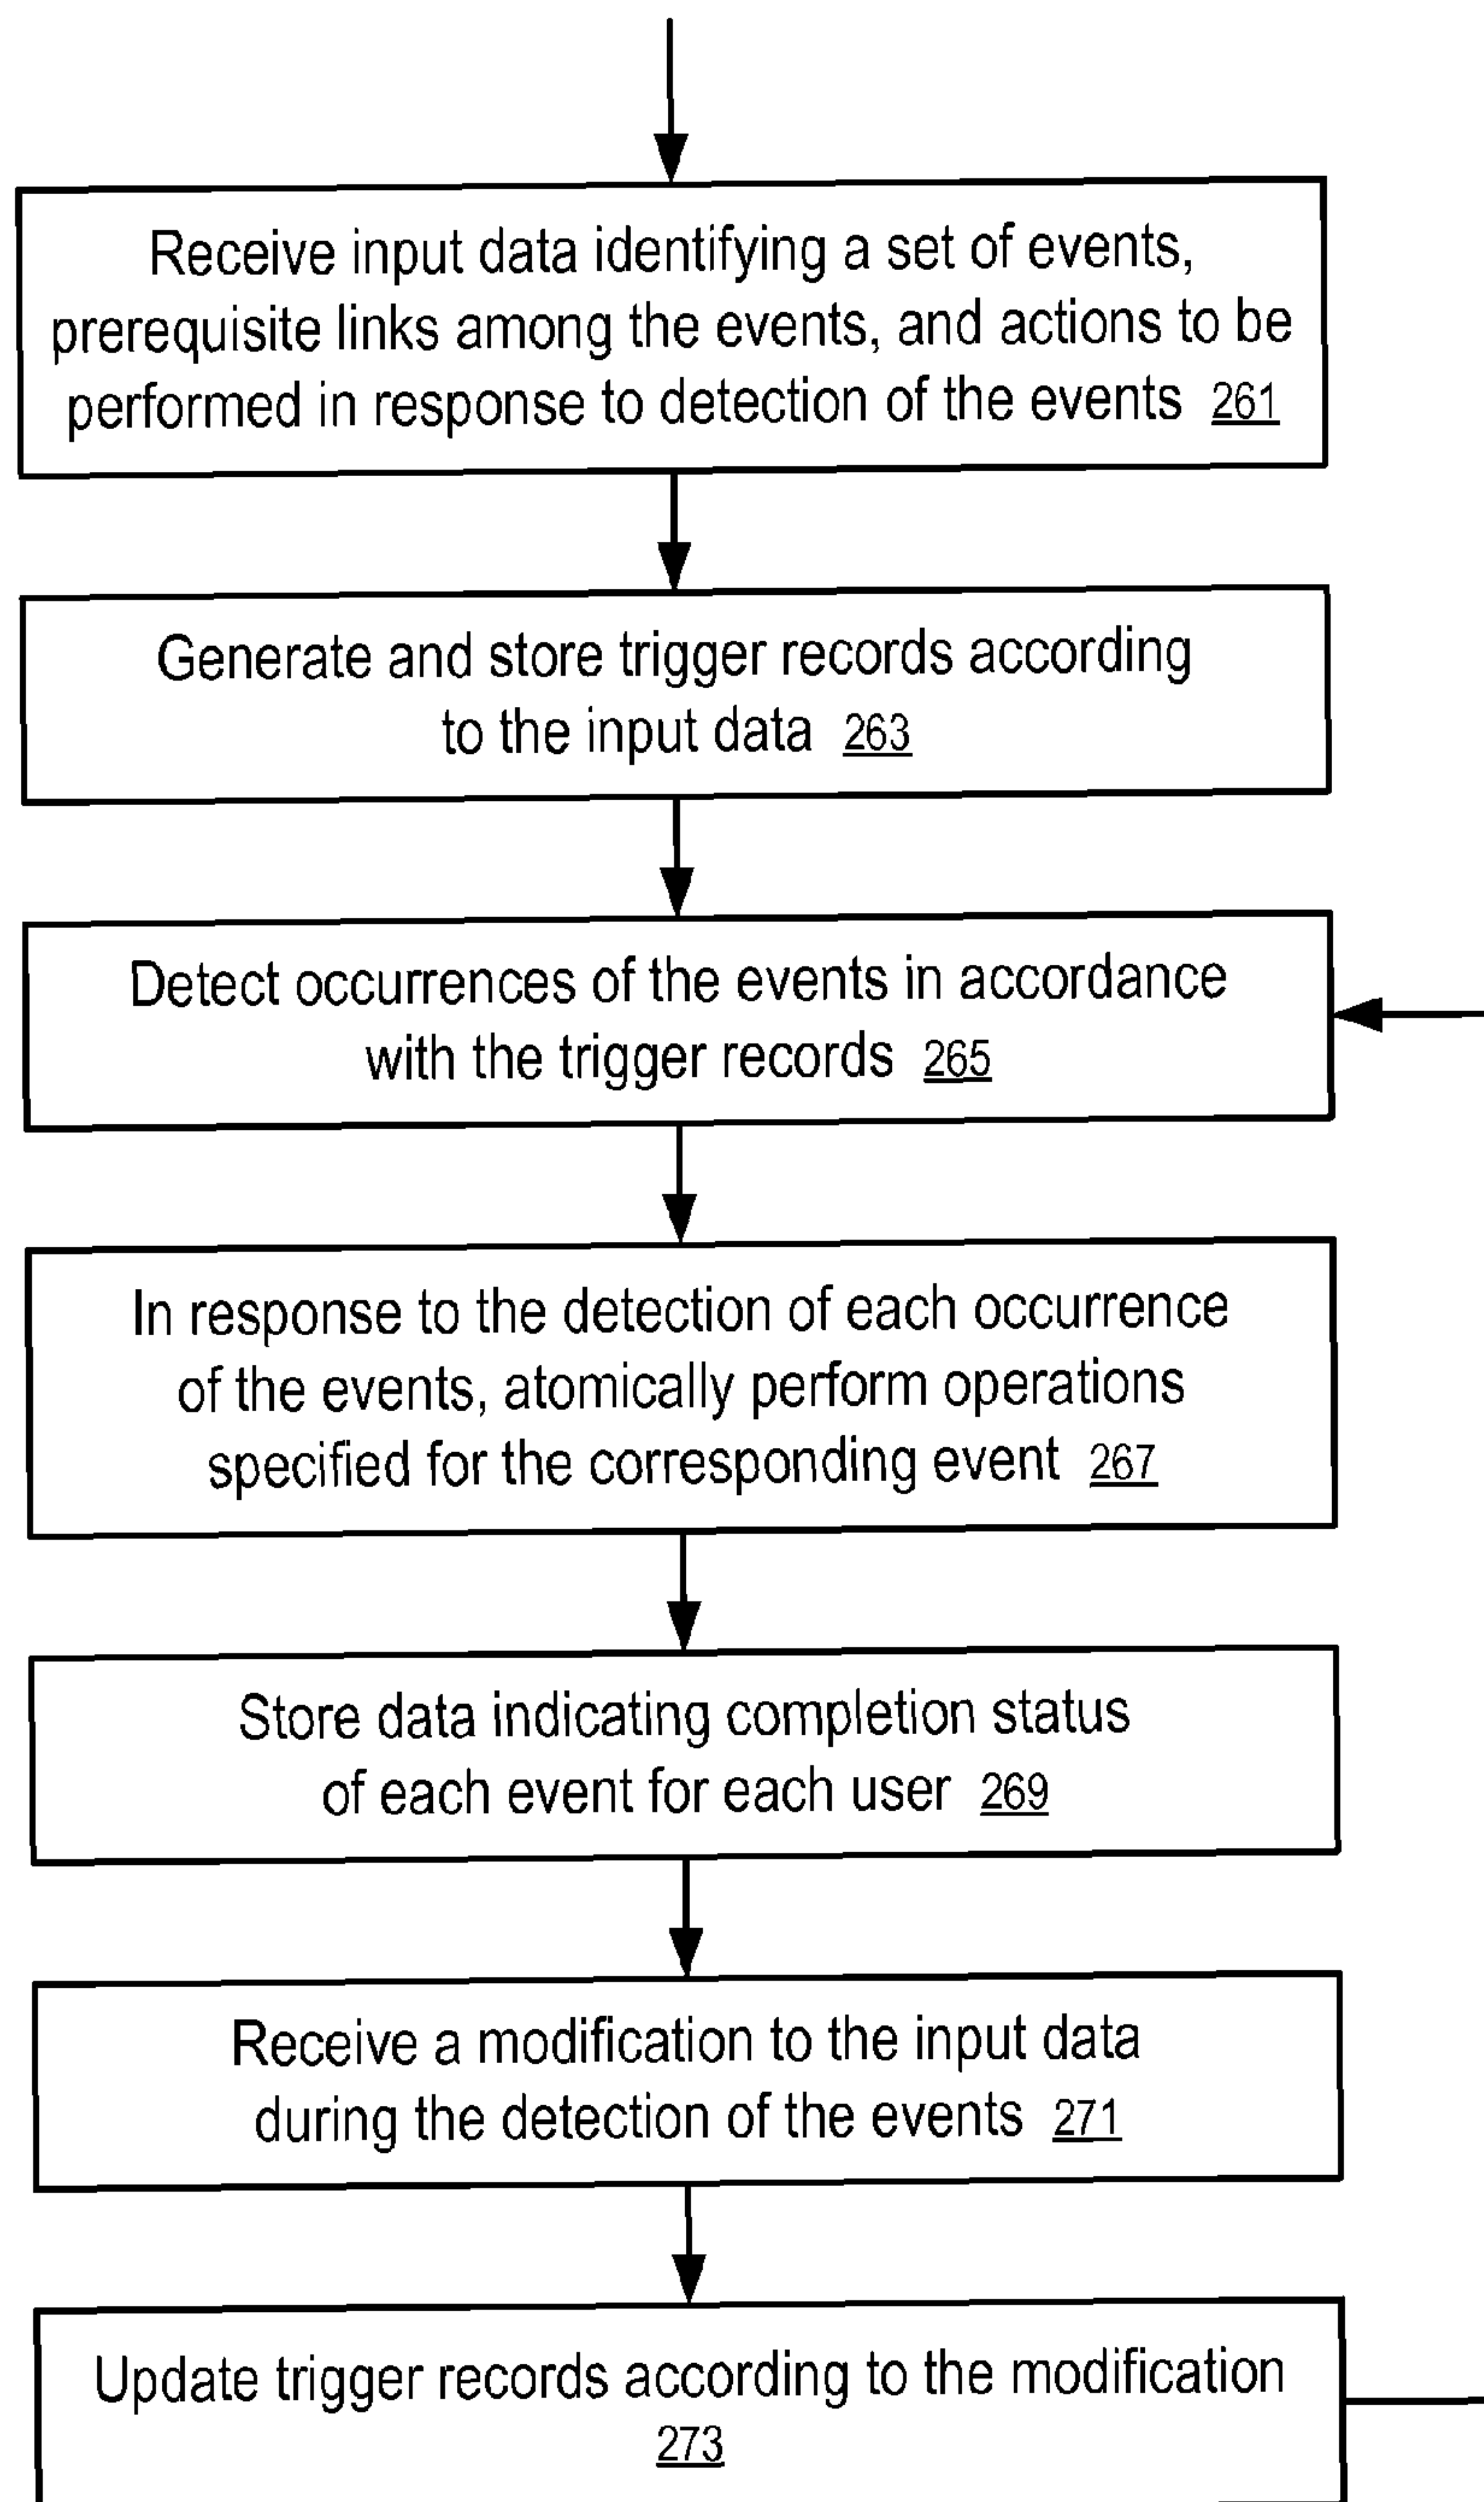 Receive input data identifying a set of events,
prerequisite links among the events, and actions to be
performed in response to detection of the events 261
Generate and store trigger records according
to the input data 263
Detect occurrences of the events in accordance
with the trigger records 265
In response to the detection of each occurrence
of the events, atomically perform operations
specified for the corresponding event 267
Store data indicating completion status
of each event for each user 269
Receive a modification to the input data
during the detection of the events 271
Update trigger records according to the modification
273